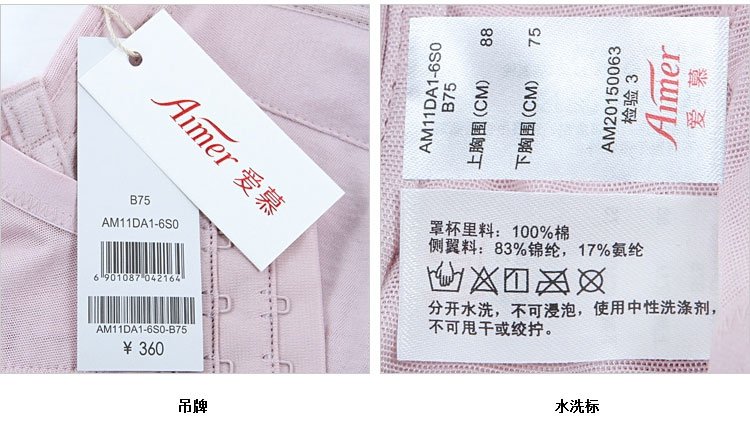 Aimer 爱慕
B75
AM11DA1-6S0
6 901087 042164
AM11DA1-6S0-B75
¥ 360
吊牌
AM11DA1-6S0
B75
上胸围(CM) 88
下胸围(CM) 75
AM20150063
检验 3
Aimer
爱慕
罩杯里料：100%棉
侧翼料：83%锦纶，17%氨纶
分开水洗，不可浸泡，使用中性洗涤剂，
不可甩干或绞拧。
水洗标